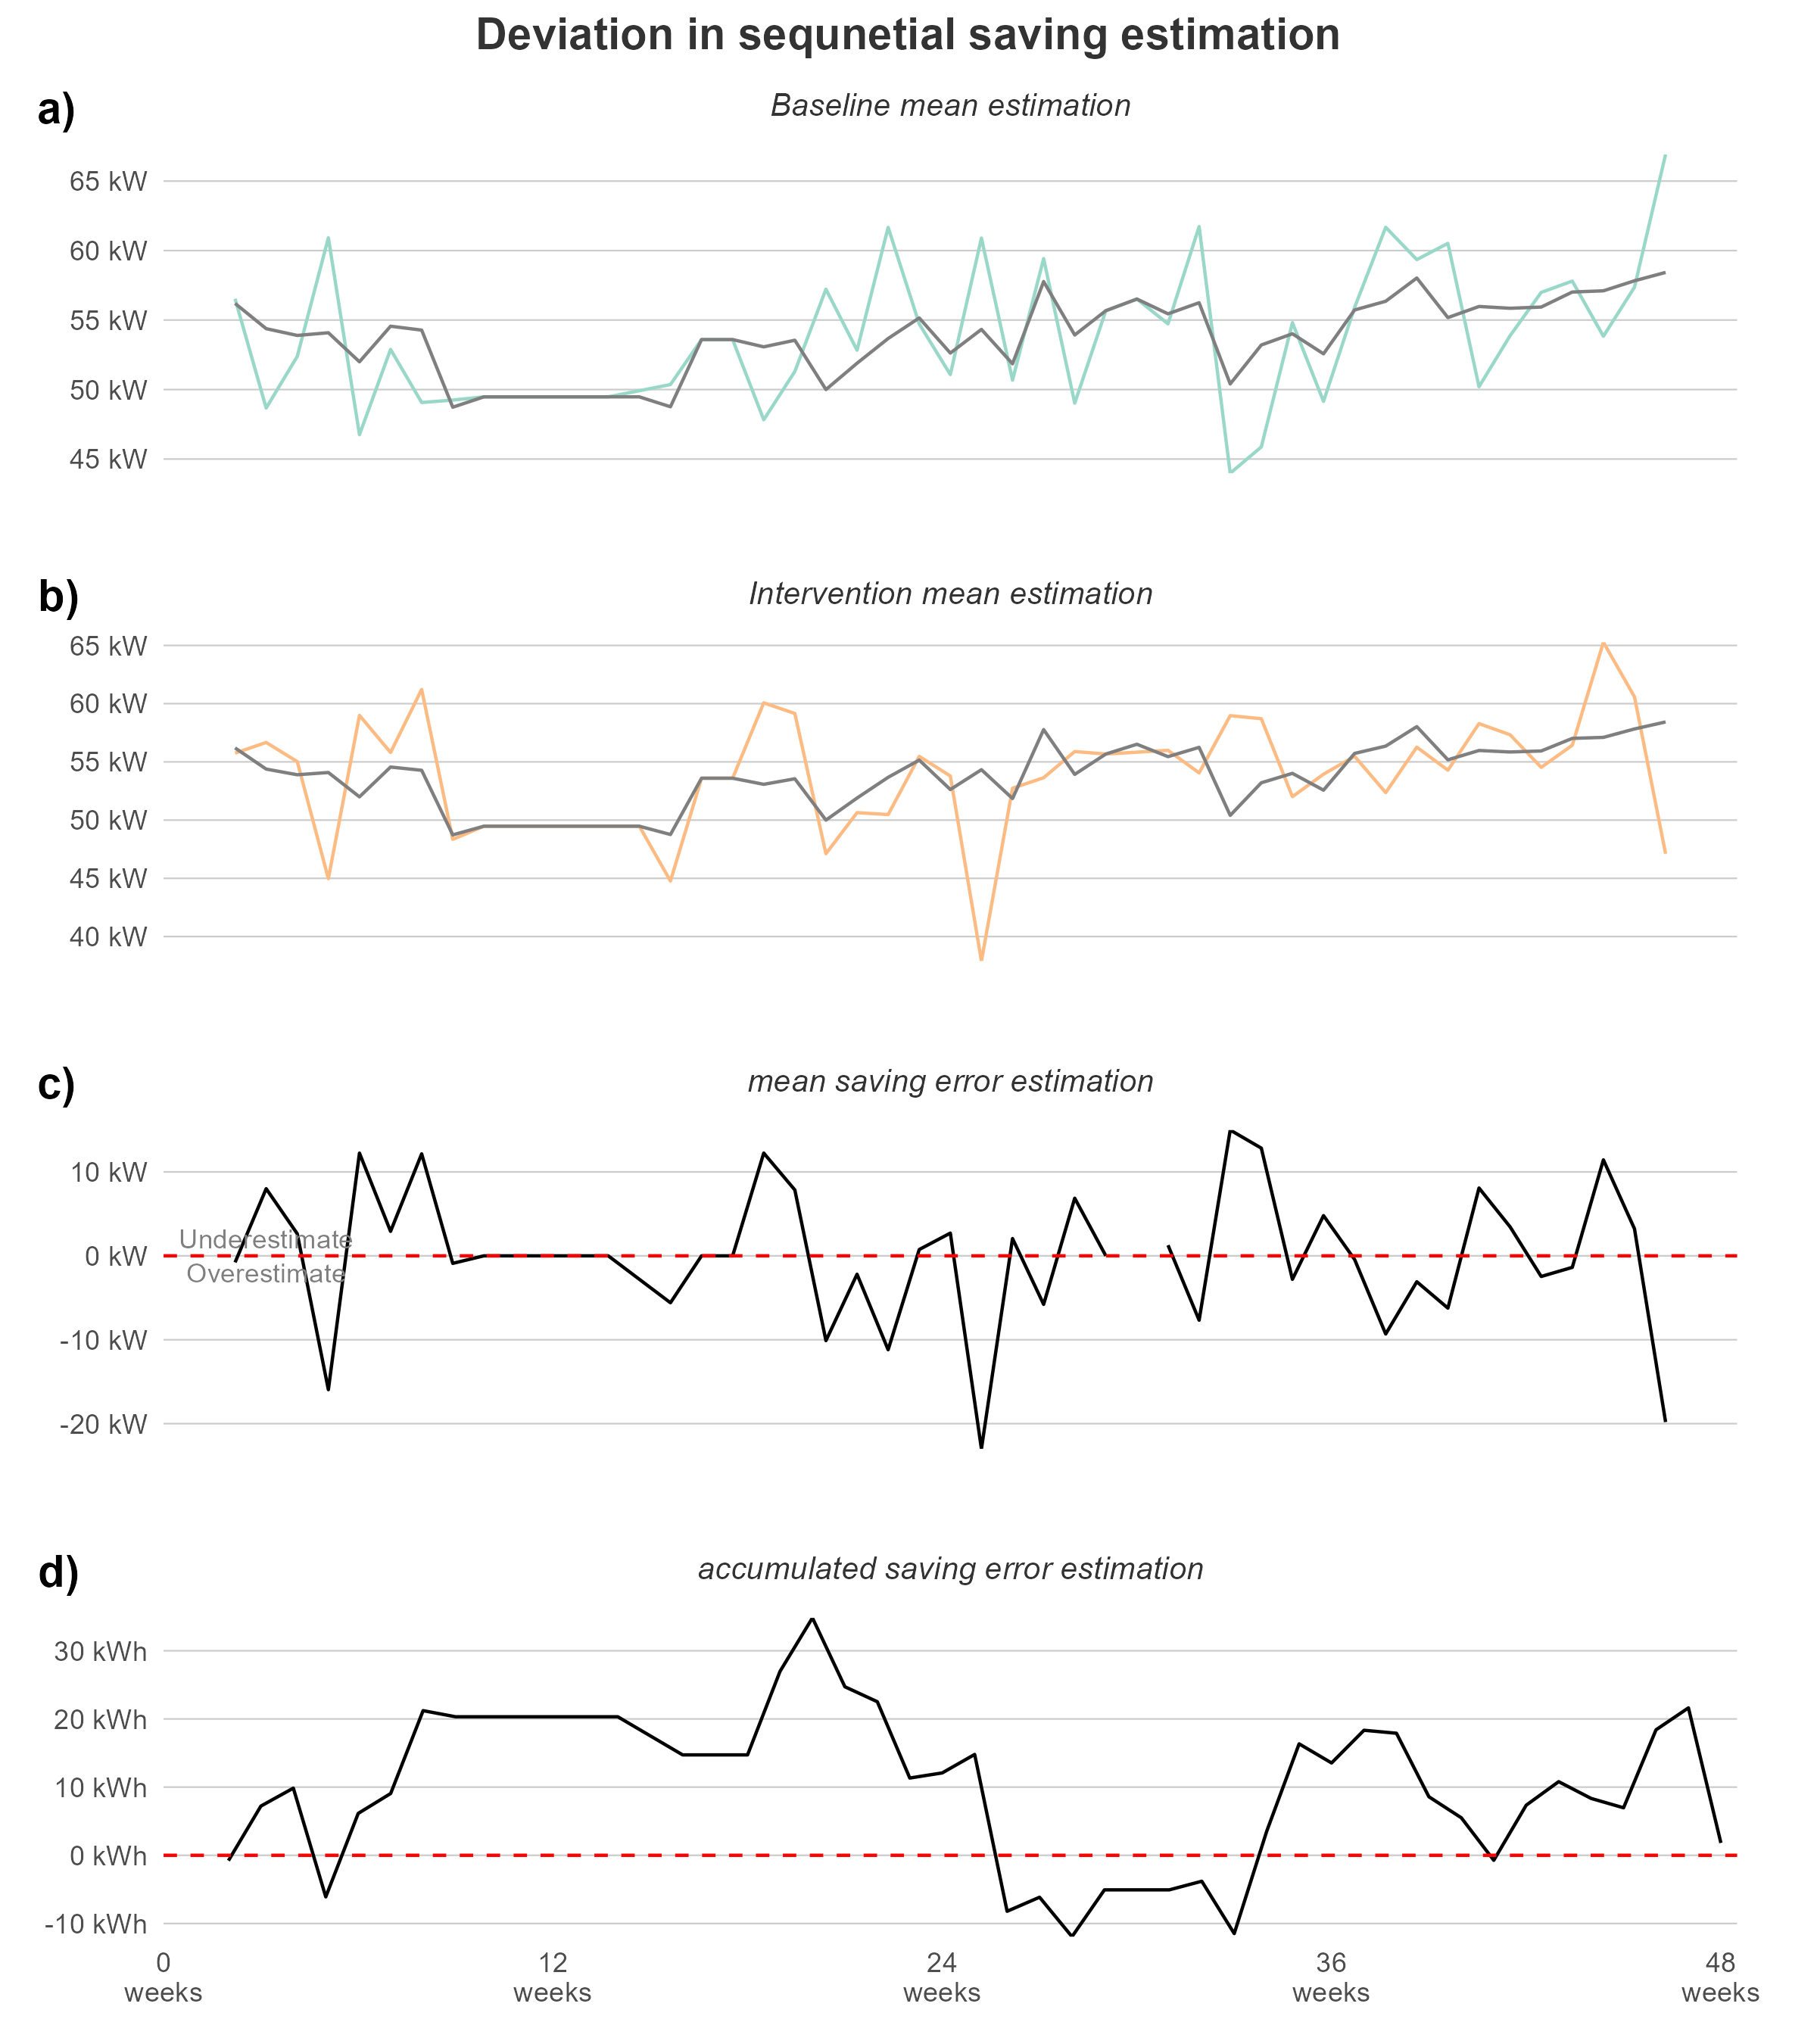 Deviation in sequnetial saving estimation
a)
Baseline mean estimation
65 kW
60 kW
55 kW
50 kW
45 kW
b)
Intervention mean estimation
65 kW
60 kW
55 kW
50 kW
45 kW
40 kW
c)
mean saving error estimation
10 kW
Underestimate
0 kW
Overestimate
-10 kW
-20 kW
d)
accumulated saving error estimation
30 kWh
20 kWh
10 kWh
0 kWh
-10 kWh
0 12 24 36 48
weeks weeks weeks weeks weeks